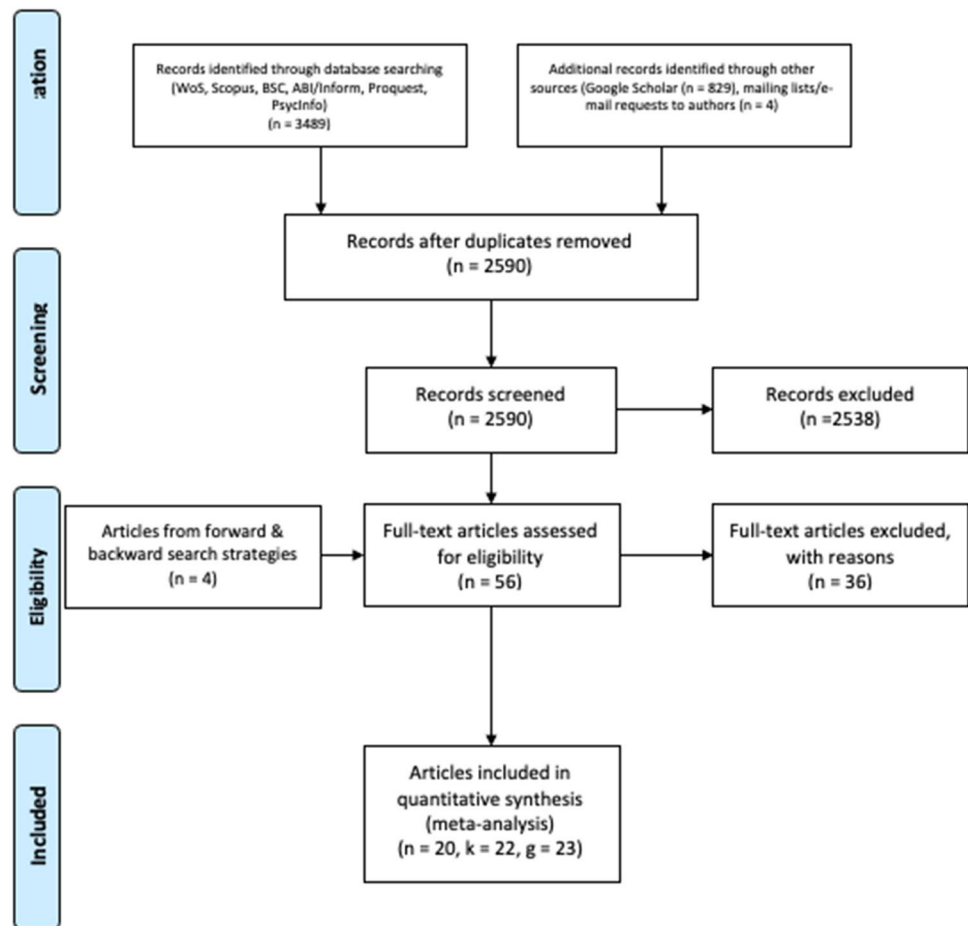 :ation
Records identified through database searching
(WoS, Scopus, BSC, ABI/Inform, Proquest,
PsycInfo)
(n = 3489)
Additional records identified through other
sources (Google Scholar (n = 829), mailing lists/e-
mail requests to authors (n = 4)
Records after duplicates removed
(n = 2590)
Screening
Records screened
(n = 2590)
Records excluded
(n =2538)
Eligibility
Articles from forward &
backward search strategies
(n = 4)
Full-text articles assessed
for eligibility
(n = 56)
Full-text articles excluded,
with reasons
(n = 36)
Included
Articles included in
quantitative synthesis
(meta-analysis)
(n = 20, k = 22, g = 23)